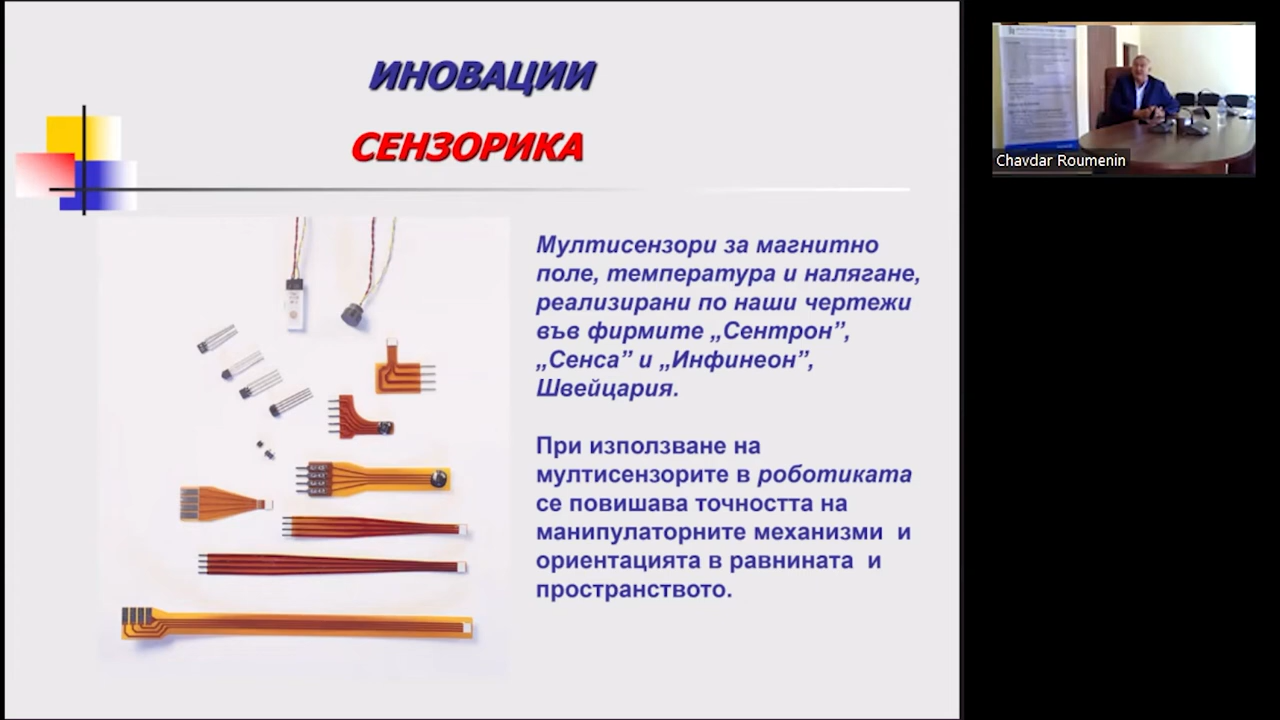 ИНОВАЦИИ
СЕНЗОРИКА
Мултисензори за магнитно
поле, температура и налягане,
реализирани по наши чертежи
във фирмите „Сентрон”,
„Сенса” и „Инфинеон”,
Швейцария.
При използване на
мултисензорите в роботиката
се повишава точността на
манипулаторните механизми и
ориентацията в равнината и
пространството.
Chavdar Roumenin